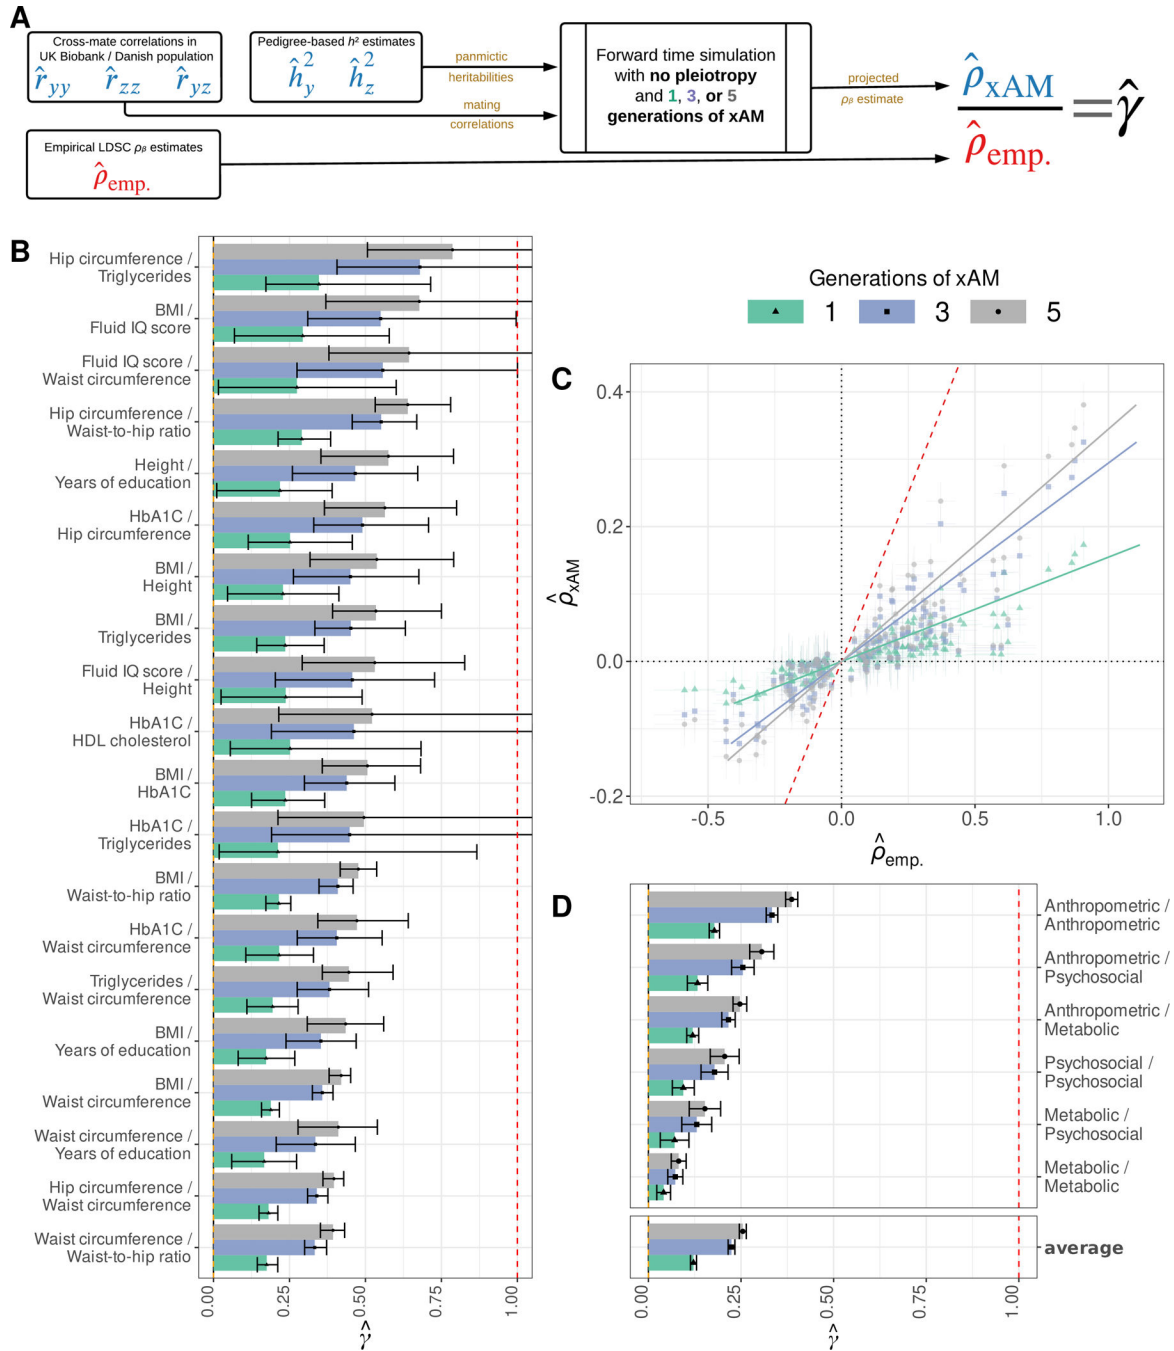 A
Cross-mate correlations in
UK Biobank / Danish population
r̂yy r̂zz r̂yz
Pedigree-based h² estimates
ĥ²y ĥ²z
panmictic
heritabilities
mating
correlations
Forward time simulation
with no pleiotropy
and 1, 3, or 5
generations of xAM
projected
ρβ estimate
ρ̂xAM
ρ̂emp.
=γ̂
Empirical LDSC ρβ estimates
ρ̂emp.
B
Hip circumference /
Triglycerides
BMI /
Fluid IQ score
Fluid IQ score /
Waist circumference
Hip circumference /
Waist-to-hip ratio
Height /
Years of education
HbA1C /
Hip circumference
BMI /
Height
BMI /
Triglycerides
Fluid IQ score /
Height
HbA1C /
HDL cholesterol
BMI /
HbA1C
HbA1C /
Triglycerides
BMI /
Waist-to-hip ratio
HbA1C /
Waist circumference
Triglycerides /
Waist circumference
BMI /
Years of education
BMI /
Waist circumference
Waist circumference /
Years of education
Hip circumference /
Waist circumference
Waist circumference /
Waist-to-hip ratio
0.00 0.25 0.50 0.75 1.00
γ̂
Generations of xAM
1 3 5
C
0.4
0.2
0.0
-0.2
ρ̂xAM
-0.5 0.0 0.5 1.0
ρ̂emp.
D
Anthropometric /
Anthropometric
Anthropometric /
Psychosocial
Anthropometric /
Metabolic
Psychosocial /
Psychosocial
Metabolic /
Psychosocial
Metabolic /
Metabolic
average
0.00 0.25 0.50 0.75 1.00
γ̂